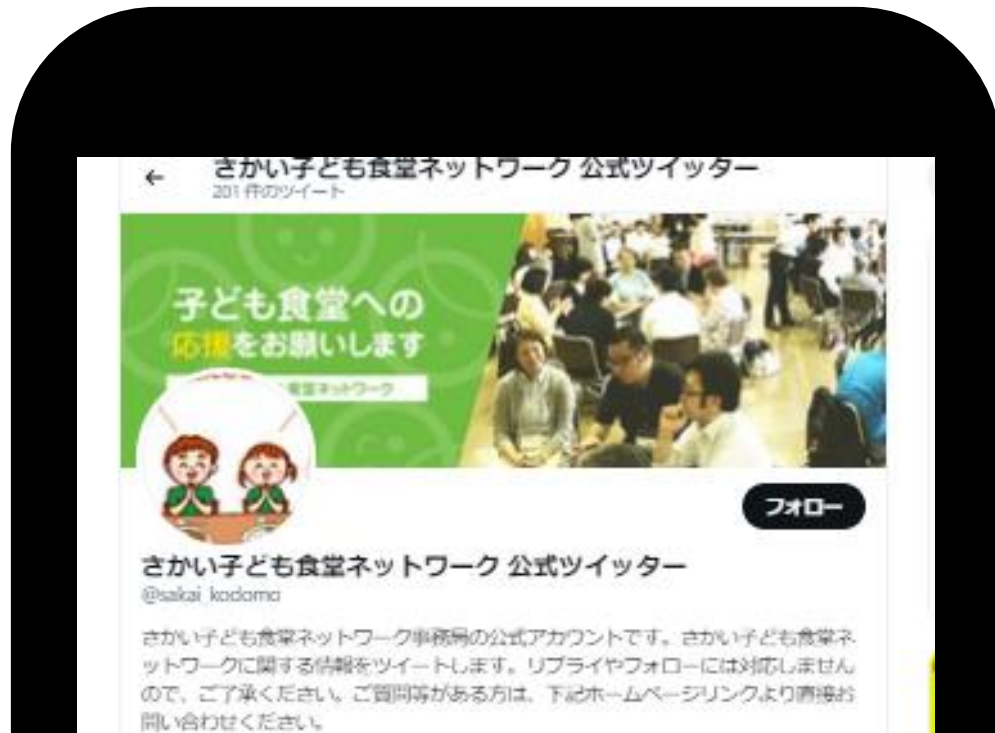 さかい子ども食堂ネットワーク 公式ツイッター
201 件のツイート
子ども食堂への
応援をお願いします
食堂ネットワーク
フォロー
さかい子ども食堂ネットワーク 公式ツイッター
@sakai_kodomo
さかい子ども食堂ネットワーク事務局の公式アカウントです。さかい子ども食堂ネ
ットワークに関する情報をツイートします。リプライやフォローには対応しません
ので、ご了承ください。ご質問等がある方は、下記ホームページリンクより直接お
問い合わせください。